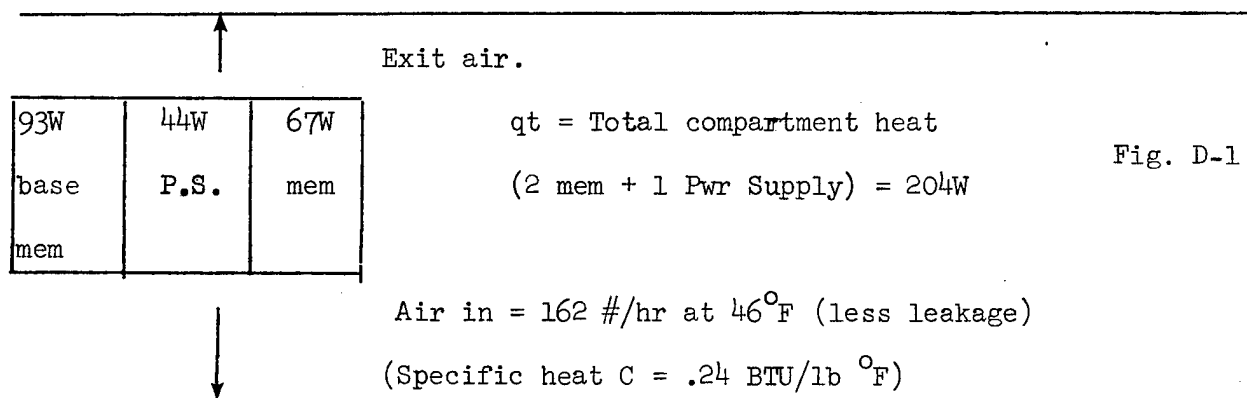 Exit air.
93W 44W 67W
qt = Total compartment heat
Fig. D-1
base P.S. mem
(2 mem + 1 Pwr Supply) = 204W
mem
Air in = 162 #/hr at 46°F (less leakage)
(Specific heat C = .24 BTU/lb °F)